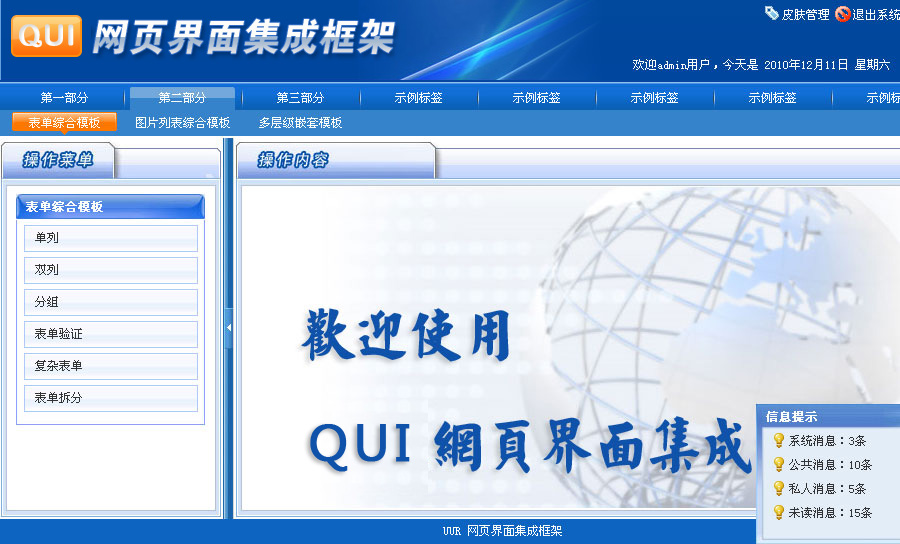 QUI 网页界面集成框架
皮肤管理 退出系统
欢迎admin用户，今天是 2010年12月11日 星期六
第一部分 第二部分 第三部分 示例标签 示例标签 示例标签 示例标签 示例标
表单综合模板 图片列表综合模板 多层级嵌套模板
操作菜单
操作内容
表单综合模板
单列
双列
分组
表单验证
复杂表单
表单拆分
歡迎使用
QUI 網頁界面集成
信息提示
系统消息：3条
公共消息：10条
私人消息：5条
未读消息：15条
UUR 网页界面集成框架